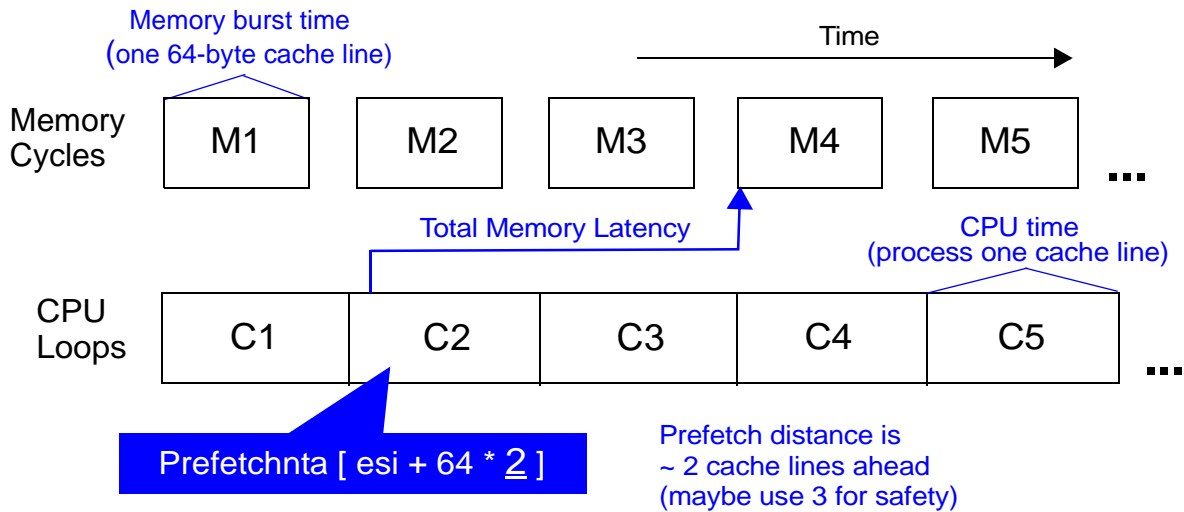 Memory burst time
(one 64-byte cache line)
Time
Memory
Cycles
M1
M2
M3
M4
M5
...
Total Memory Latency
CPU time
(process one cache line)
CPU
Loops
C1
C2
C3
C4
C5
...
Prefetchnta [ esi + 64 * 2 ]
Prefetch distance is
~ 2 cache lines ahead
(maybe use 3 for safety)